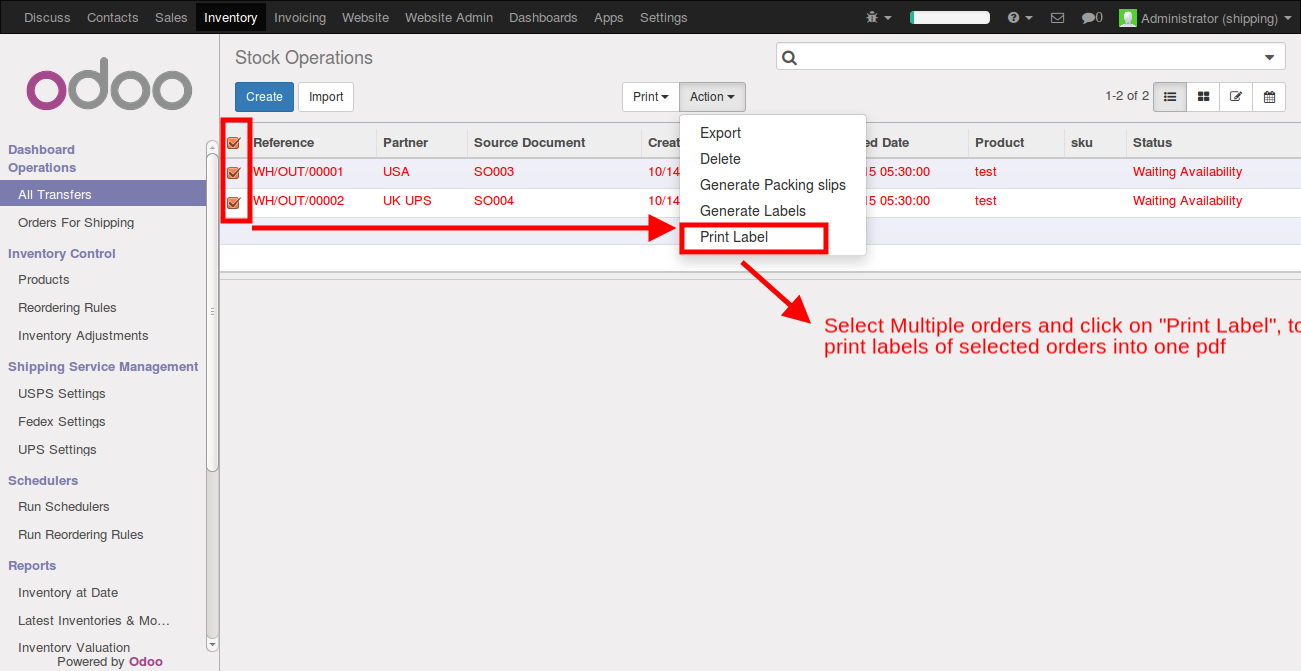 Discuss Contacts Sales Inventory Invoicing Website Website Admin Dashboards Apps Settings 0 Administrator (shipping)
odoo
Stock Operations
Create Import Print Action 1-2 of 2
Export
Delete
Generate Packing slips
Generate Labels
Print Label
Reference Partner Source Document Creat ed Date Product sku Status
WH/OUT/00001 USA SO003 10/14 15 05:30:00 test Waiting Availability
WH/OUT/00002 UK UPS SO004 10/14 15 05:30:00 test Waiting Availability
Select Multiple orders and click on "Print Label", to
print labels of selected orders into one pdf
Dashboard
Operations
All Transfers
Orders For Shipping
Inventory Control
Products
Reordering Rules
Inventory Adjustments
Shipping Service Management
USPS Settings
Fedex Settings
UPS Settings
Schedulers
Run Schedulers
Run Reordering Rules
Reports
Inventory at Date
Latest Inventories & Mo...
Inventory Valuation
Powered by Odoo